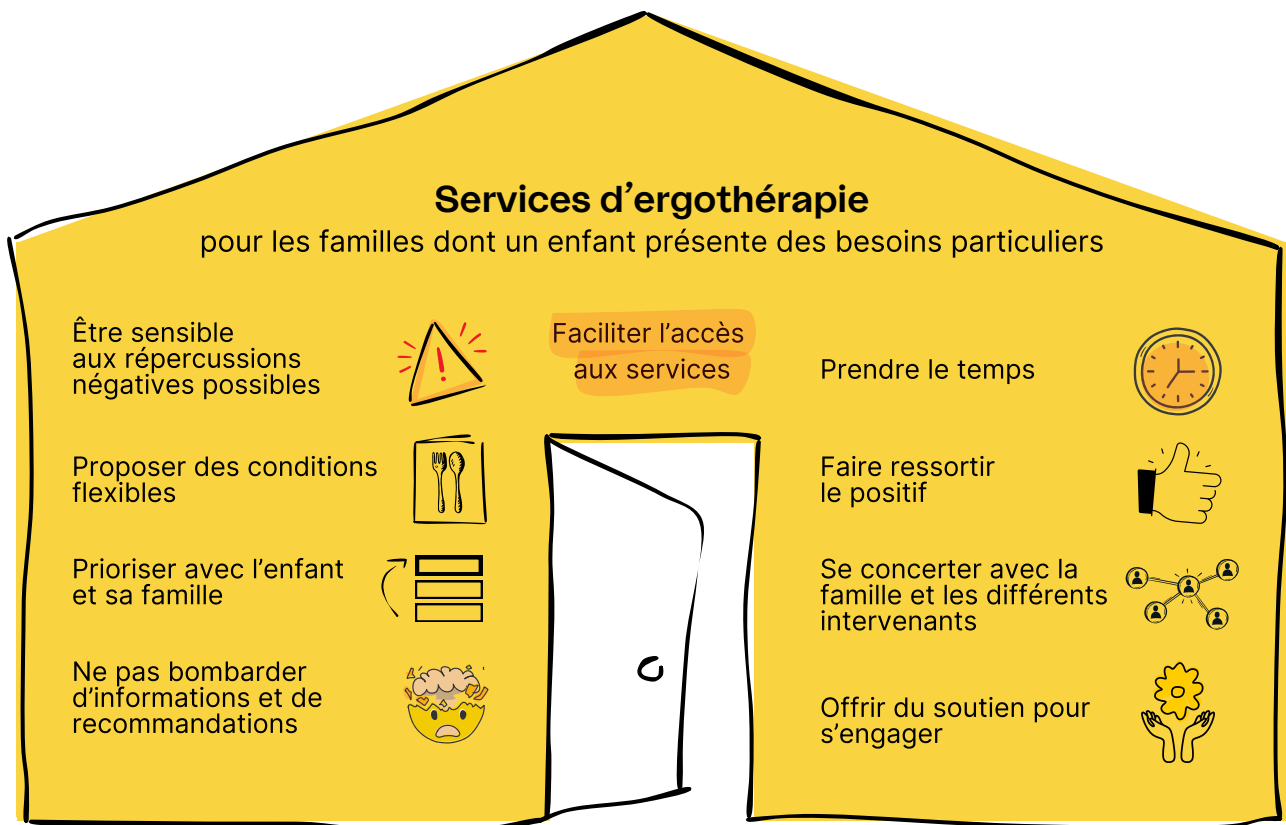 Services d’ergothérapie
pour les familles dont un enfant présente des besoins particuliers
Être sensible
aux répercussions
négatives possibles
Proposer des conditions
flexibles
Prioriser avec l’enfant
et sa famille
Ne pas bombarder
d’informations et de
recommandations
Faciliter l’accès
aux services
Prendre le temps
Faire ressortir
le positif
Se concerter avec la
famille et les différents
intervenants
Offrir du soutien pour
s’engager